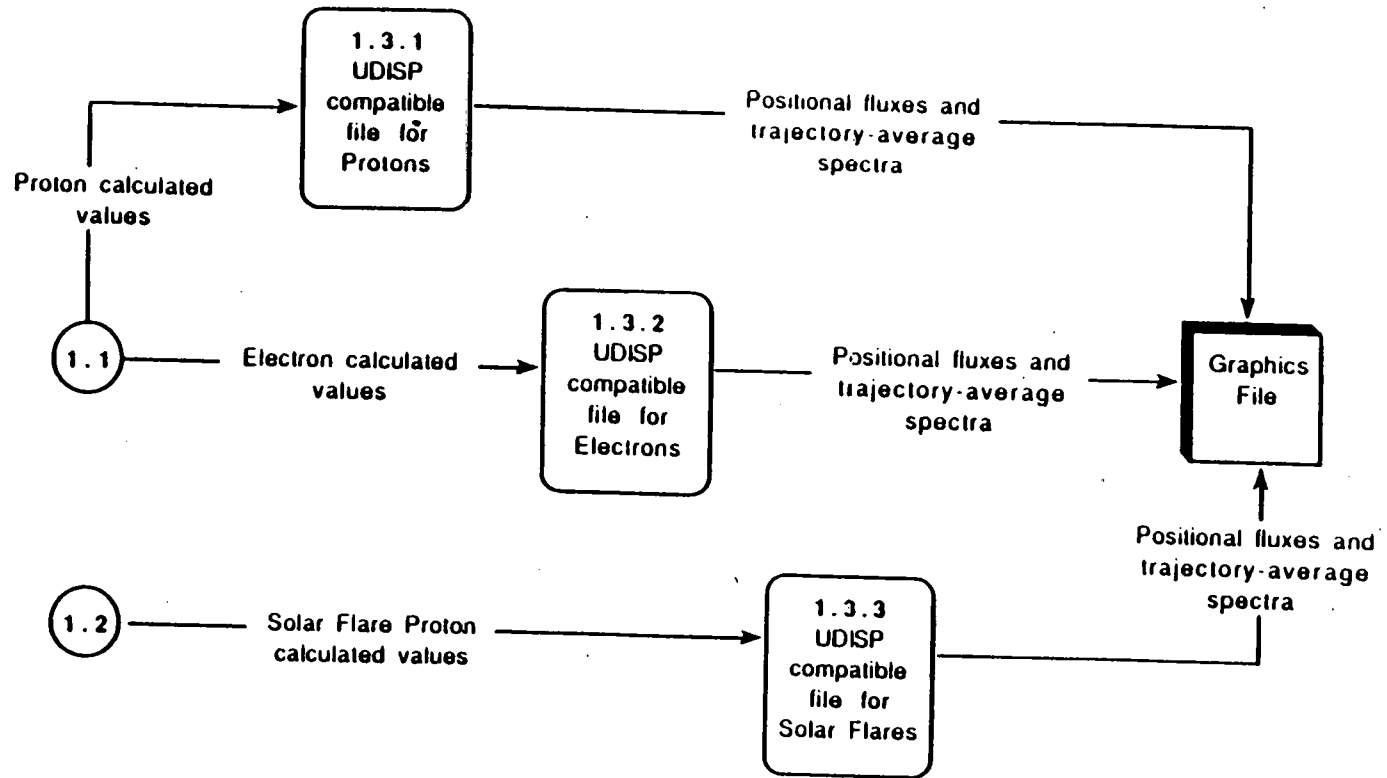 1.3.1
UDISP
compatible
file for
Protons
Positional fluxes and
trajectory-average
spectra
Proton calculated
values
1.1
Electron calculated
values
1.3.2
UDISP
compatible
file for
Electrons
Positional fluxes and
trajectory-average
spectra
Graphics
File
Positional fluxes and
trajectory-average
spectra
1.2
Solar Flare Proton
calculated values
1.3.3
UDISP
compatible
file for
Solar Flares